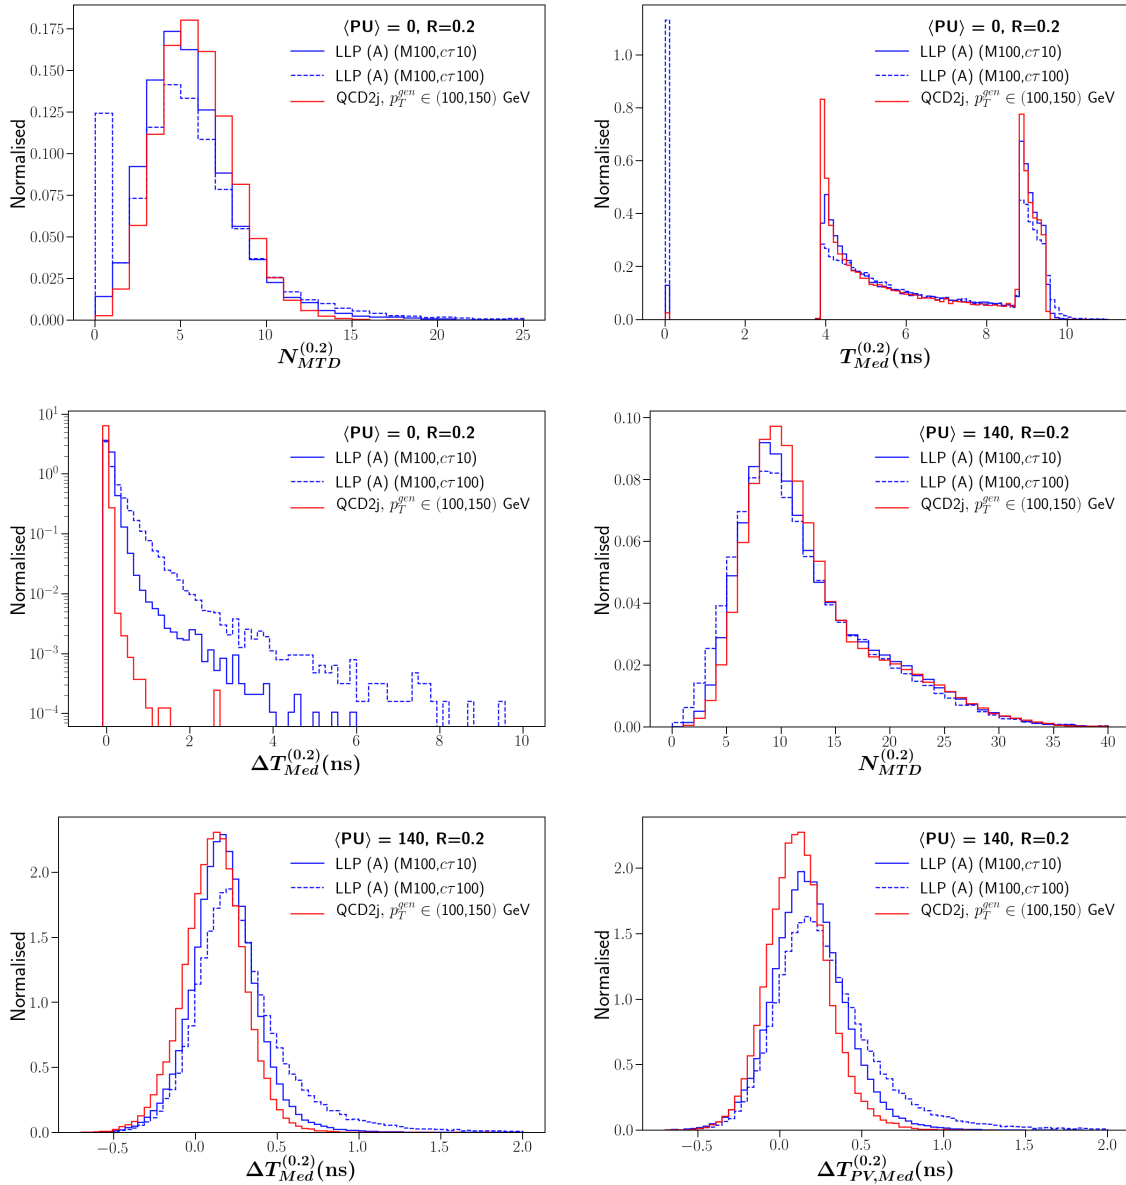 ⟨PU⟩ = 0, R=0.2
LLP (A) (M100,cτ10)
LLP (A) (M100,cτ100)
QCD2j, p_T^{gen} ∈ (100,150) GeV
Normalised
0.175
0.150
0.125
0.100
0.075
0.050
0.025
0.000
0 5 10 15 20 25
N_{MTD}^{(0.2)}
⟨PU⟩ = 0, R=0.2
LLP (A) (M100,cτ10)
LLP (A) (M100,cτ100)
QCD2j, p_T^{gen} ∈ (100,150) GeV
Normalised
1.0
0.8
0.6
0.4
0.2
0.0
0 2 4 6 8 10
T_{Med}^{(0.2)}(ns)
⟨PU⟩ = 0, R=0.2
LLP (A) (M100,cτ10)
LLP (A) (M100,cτ100)
QCD2j, p_T^{gen} ∈ (100,150) GeV
Normalised
10^1
10^0
10^{−1}
10^{−2}
10^{−3}
10^{−4}
0 2 4 6 8 10
ΔT_{Med}^{(0.2)}(ns)
⟨PU⟩ = 140, R=0.2
LLP (A) (M100,cτ10)
LLP (A) (M100,cτ100)
QCD2j, p_T^{gen} ∈ (100,150) GeV
Normalised
0.10
0.08
0.06
0.04
0.02
0.00
0 5 10 15 20 25 30 35 40
N_{MTD}^{(0.2)}
⟨PU⟩ = 140, R=0.2
LLP (A) (M100,cτ10)
LLP (A) (M100,cτ100)
QCD2j, p_T^{gen} ∈ (100,150) GeV
Normalised
2.0
1.5
1.0
0.5
0.0
−0.5 0.0 0.5 1.0 1.5 2.0
ΔT_{Med}^{(0.2)}(ns)
⟨PU⟩ = 140, R=0.2
LLP (A) (M100,cτ10)
LLP (A) (M100,cτ100)
QCD2j, p_T^{gen} ∈ (100,150) GeV
Normalised
2.0
1.5
1.0
0.5
0.0
−0.5 0.0 0.5 1.0 1.5 2.0
ΔT_{PV,Med}^{(0.2)}(ns)